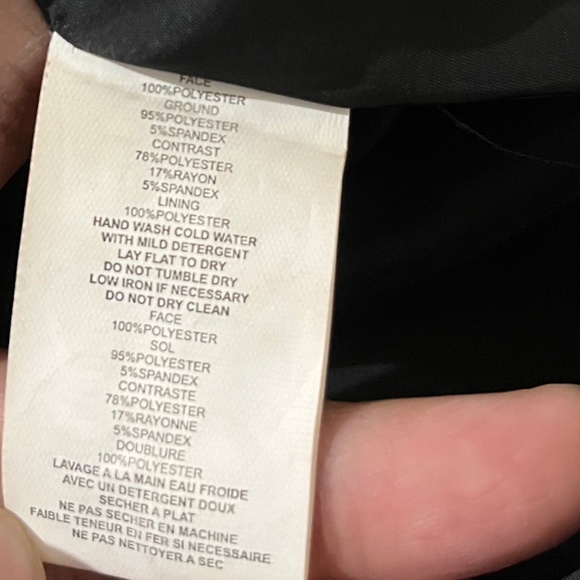 FACE
100%POLYESTER
GROUND
95%POLYESTER
5%SPANDEX
CONTRAST
78%POLYESTER
17%RAYON
5%SPANDEX
LINING
100%POLYESTER
HAND WASH COLD WATER
WITH MILD DETERGENT
LAY FLAT TO DRY
DO NOT TUMBLE DRY
LOW IRON IF NECESSARY
DO NOT DRY CLEAN
FACE
100%POLYESTER
SOL
95%POLYESTER
5%SPANDEX
CONTRASTE
78%POLYESTER
17%RAYONNE
5%SPANDEX
DOUBLURE
100%POLYESTER
LAVAGE A LA MAIN EAU FROIDE
AVEC UN DETERGENT DOUX
SECHER A PLAT
NE PAS SECHER EN MACHINE
FAIBLE TENEUR EN FER SI NECESSAIRE
NE PAS NETTOYER A SEC